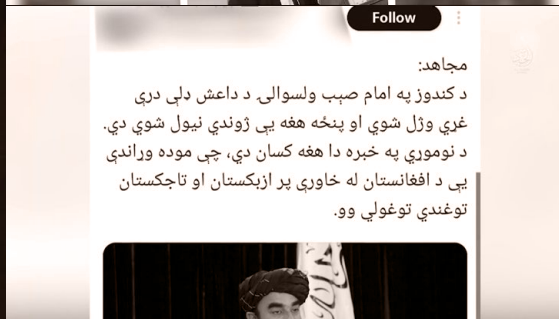 Follow
مجاهد:
د کندوز په امام صېب ولسوالۍ د داعش ډلې درې
غړي وژل شوي او پنځه هغه یې ژوندي نیول شوي دي.
د نوموړي په خبره دا هغه کسان دي، چې موده وړاندې
یې د افغانستان له خاورې پر ازبکستان او تاجکستان
توغندي توغولي وو.